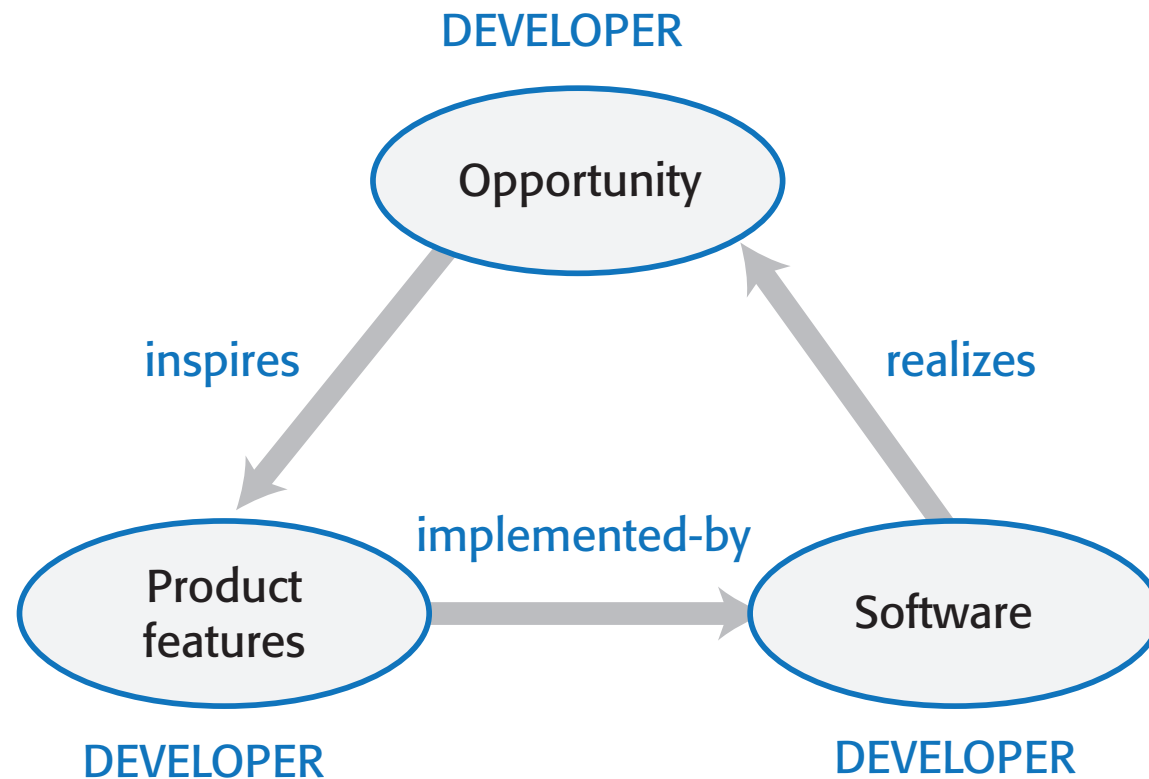 DEVELOPER
Opportunity
inspires
realizes
implemented-by
Product
features
Software
DEVELOPER
DEVELOPER